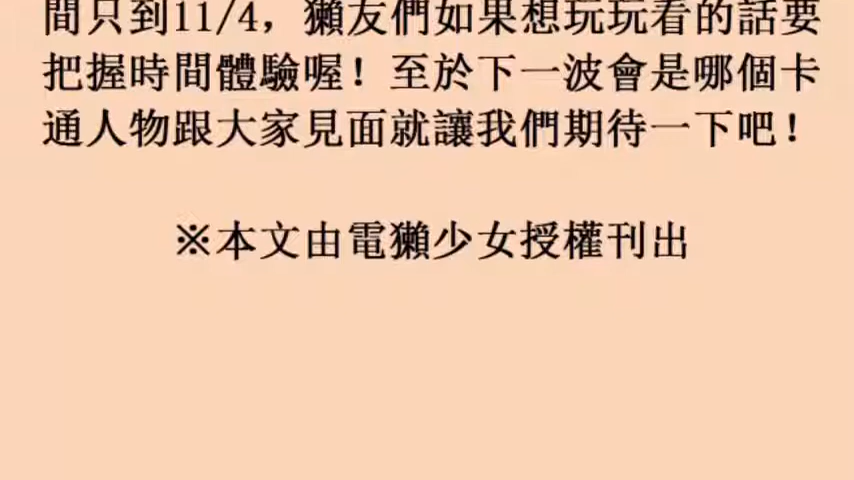 間只到11/4，獺友們如果想玩玩看的話要
把握時間體驗喔！至於下一波會是哪個卡
通人物跟大家見面就讓我們期待一下吧！
※本文由電獺少女授權刊出